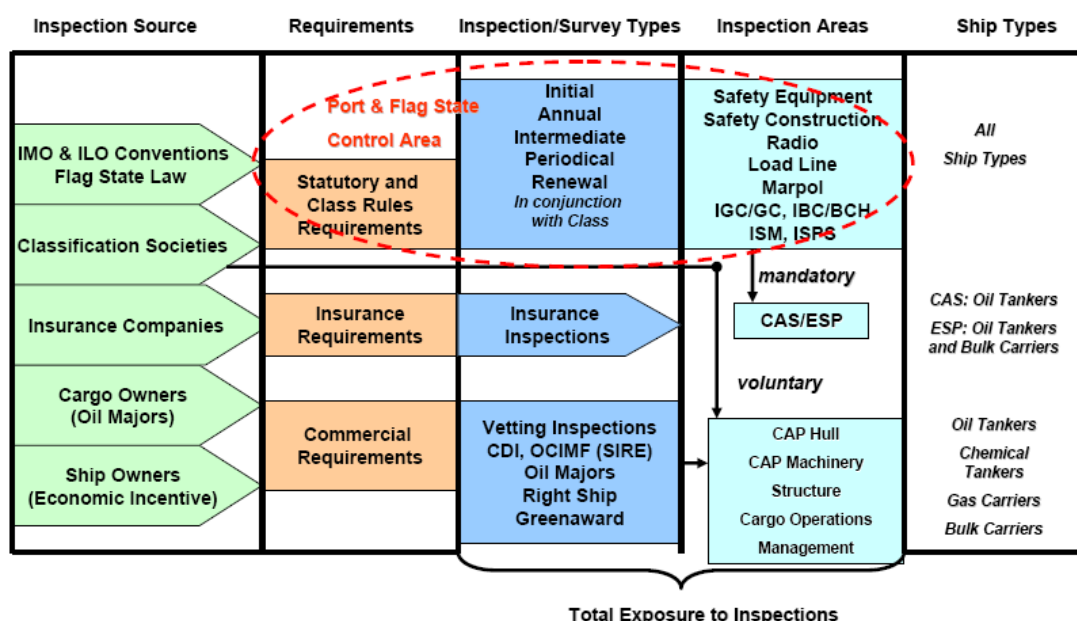 Inspection Source
Requirements
Inspection/Survey Types
Inspection Areas
Ship Types
IMO & ILO Conventions
Flag State Law
Classification Societies
Insurance Companies
Cargo Owners
(Oil Majors)
Ship Owners
(Economic Incentive)
Port & Flag State
Control Area
Statutory and
Class Rules
Requirements
Insurance
Requirements
Commercial
Requirements
Initial
Annual
Intermediate
Periodical
Renewal
In conjunction
with Class
Insurance
Inspections
Vetting Inspections
CDI, OCIMF (SIRE)
Oil Majors
Right Ship
Greenaward
Safety Equipment
Safety Construction
Radio
Load Line
Marpol
IGC/GC, IBC/BCH
ISM, ISPS
mandatory
CAS/ESP
voluntary
CAP Hull
CAP Machinery
Structure
Cargo Operations
Management
All
Ship Types
CAS: Oil Tankers
ESP: Oil Tankers
and Bulk Carriers
Oil Tankers
Chemical
Tankers
Gas Carriers
Bulk Carriers
Total Exposure to Inspections